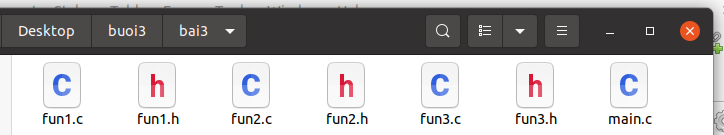 Desktop buoi3 bai3
C h C h C h C
fun1.c fun1.h fun2.c fun2.h fun3.c fun3.h main.c